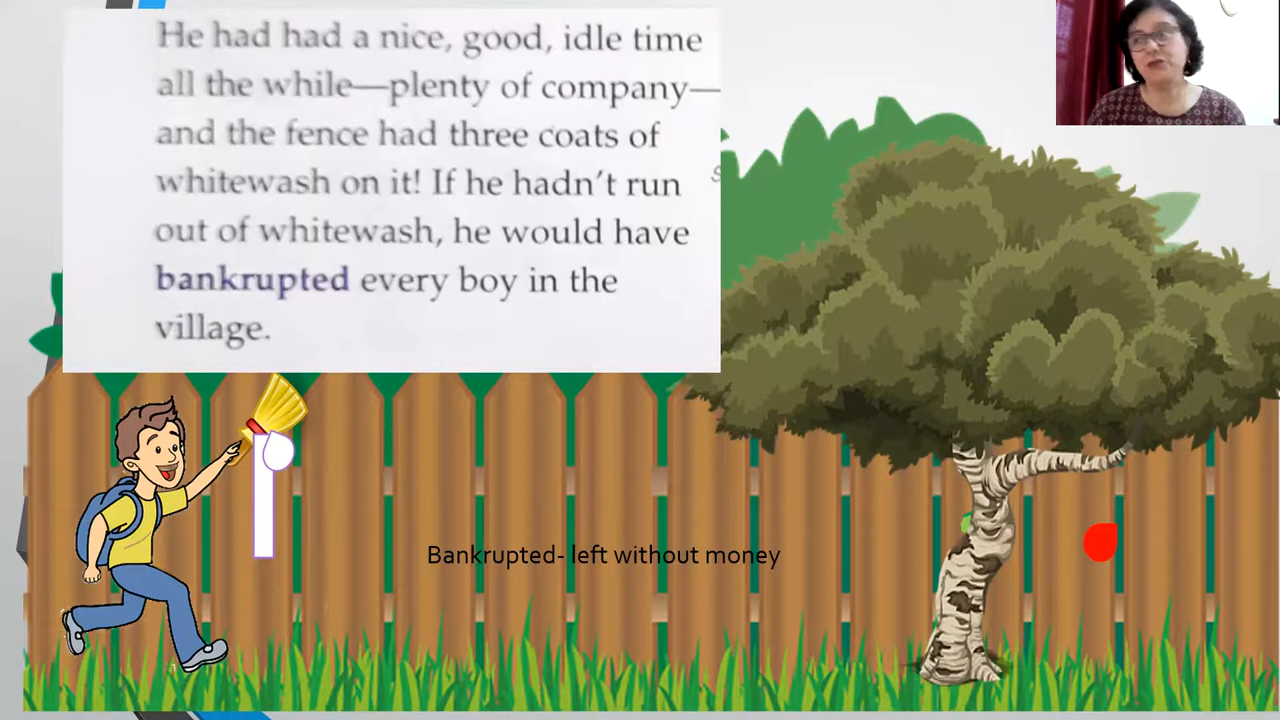 He had had a nice, good, idle time
all the while—plenty of company—
and the fence had three coats of
whitewash on it! If he hadn't run
out of whitewash, he would have
bankrupted every boy in the
village.
Bankrupted- left without money